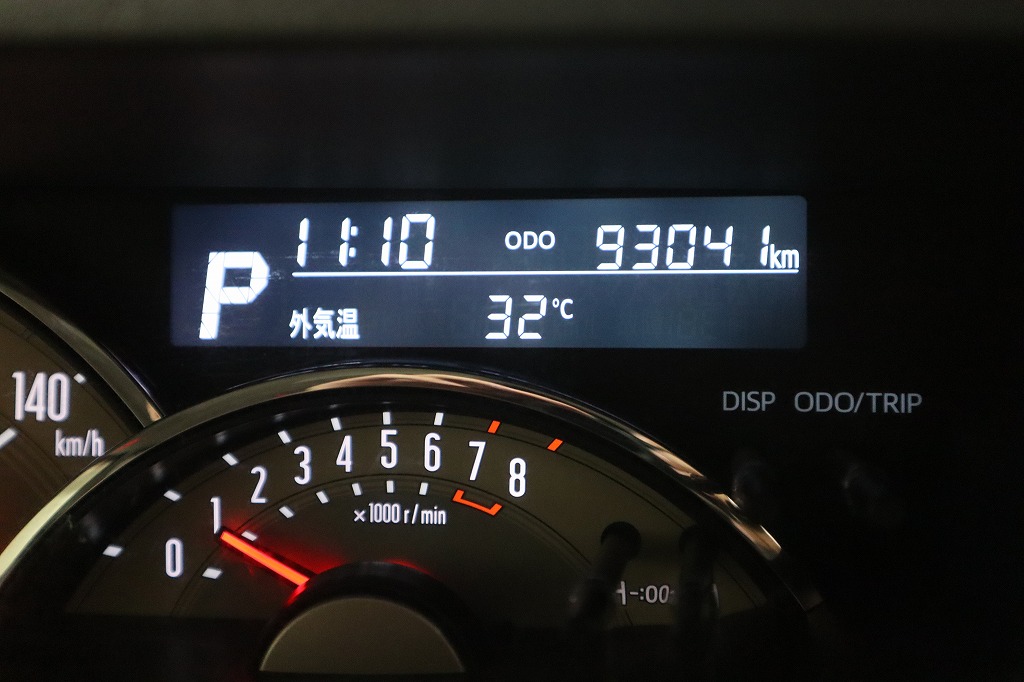 11:10 ODO 93041km
P
外気温 32℃
DISP ODO/TRIP
140
km/h
0 1 2 3 4 5 6 7 8
×1000 r/min
-:00